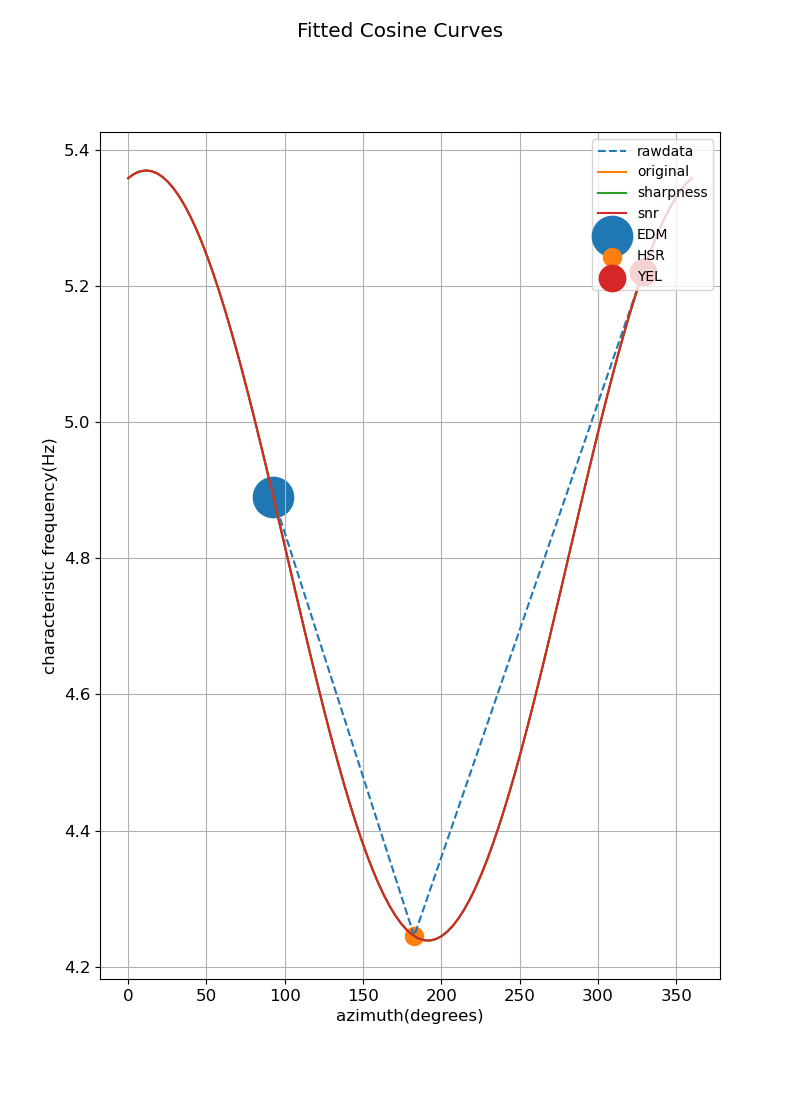 Fitted Cosine Curves
5.4
5.2
5.0
4.8
4.6
4.4
4.2
characteristic frequency(Hz)
rawdata
original
sharpness
snr
EDM
HSR
YEL
0 50 100 150 200 250 300 350
azimuth(degrees)